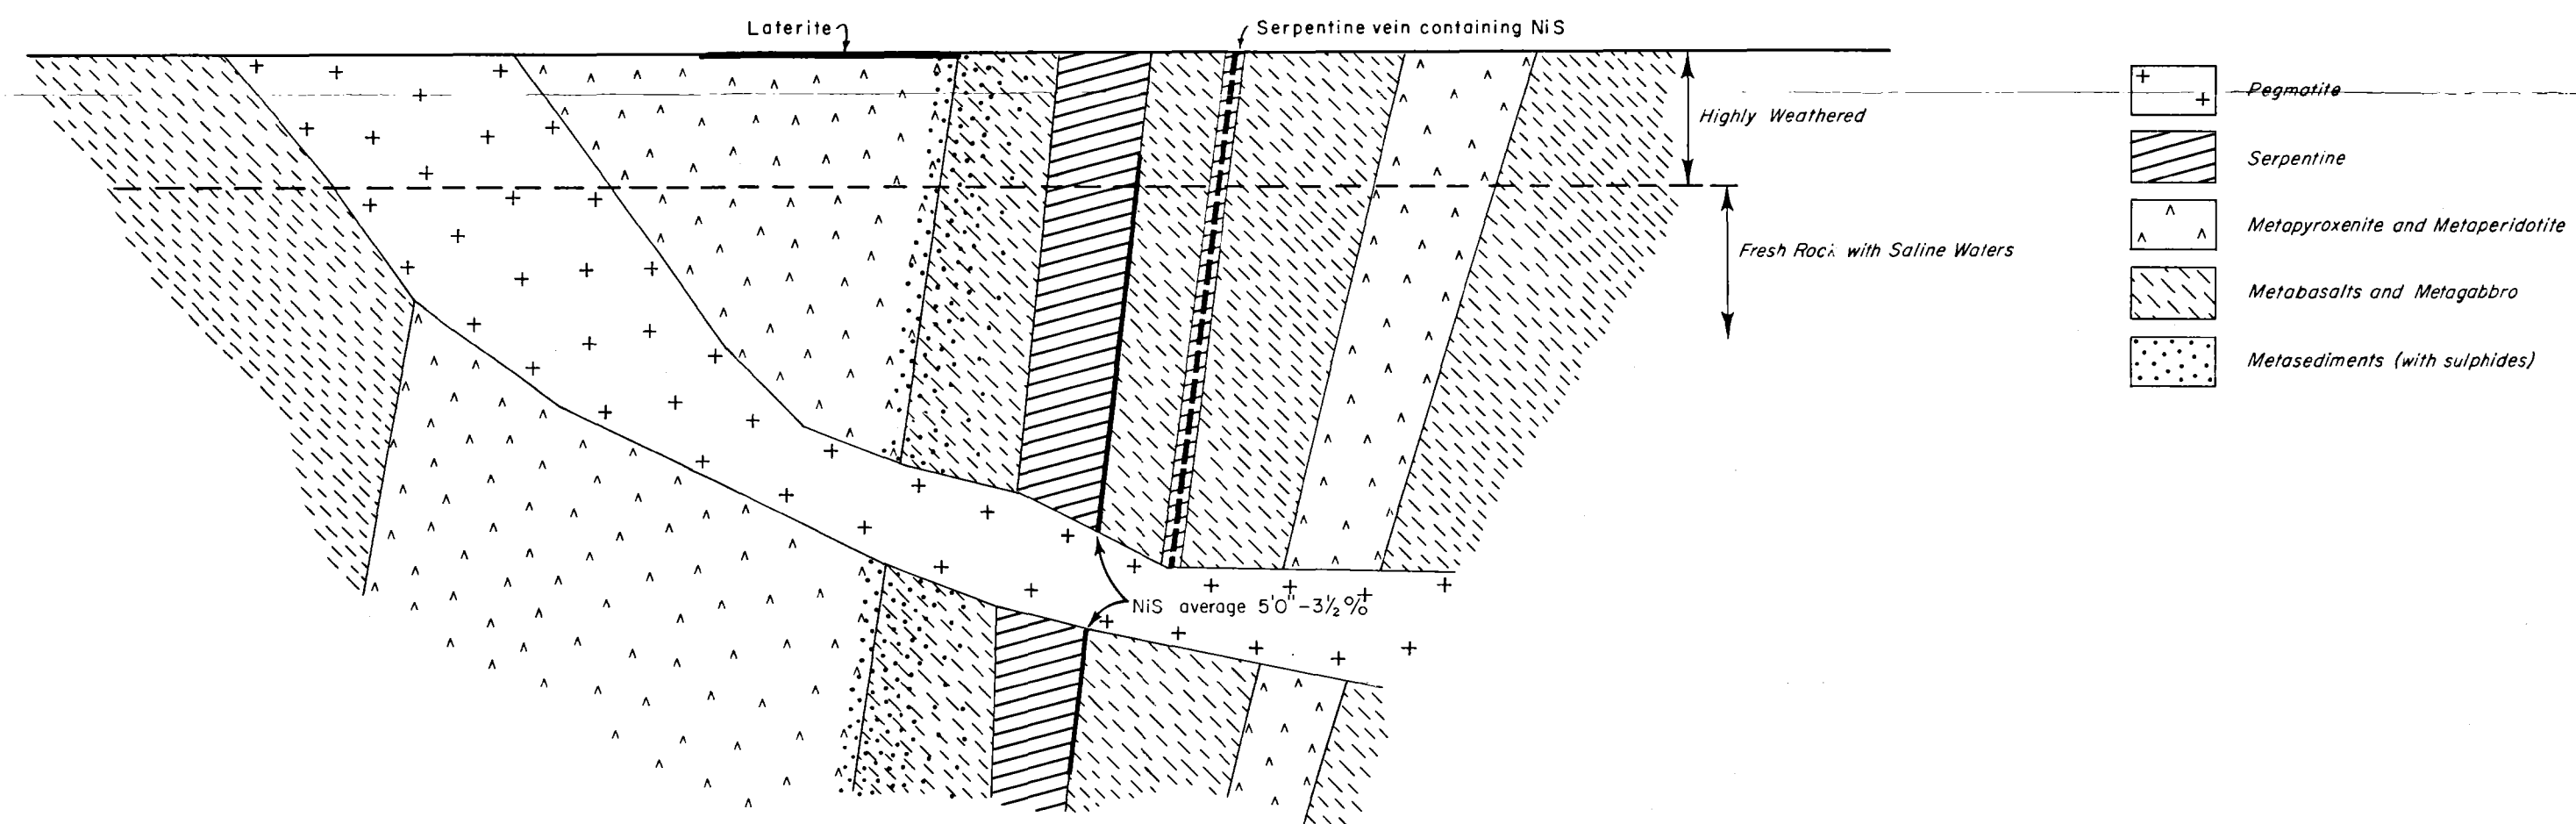 Laterite
Serpentine vein containing NiS
Highly Weathered
Fresh Rock with Saline Waters
NiS average 5'0"-3½%
Pegmatite
Serpentine
Metapyroxenite and Metaperidotite
Metabasalts and Metagabbro
Metasediments (with sulphides)